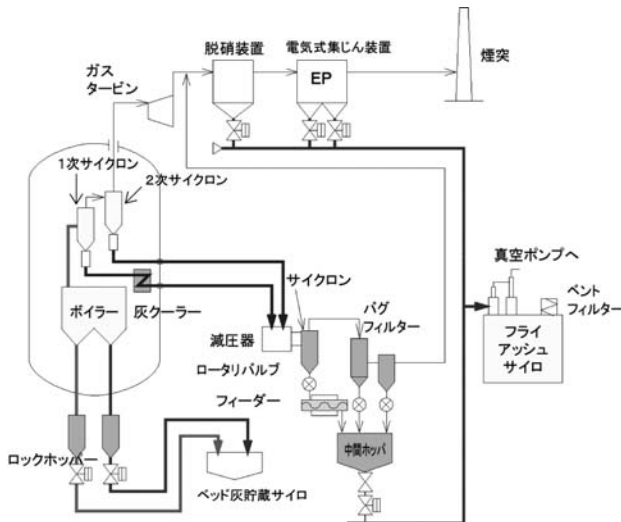 脱硝装置
電気式集じん装置
EP
煙突
ガス
タービン
1次サイクロン
2次サイクロン
ボイラー
灰クーラー
サイクロン
減圧器
バグ
フィルター
ロータリバルブ
フィーダー
中間ホッパ
真空ポンプへ
ベント
フィルター
フライ
アッシュ
サイロ
ロックホッパー
ベッド灰貯蔵サイロ